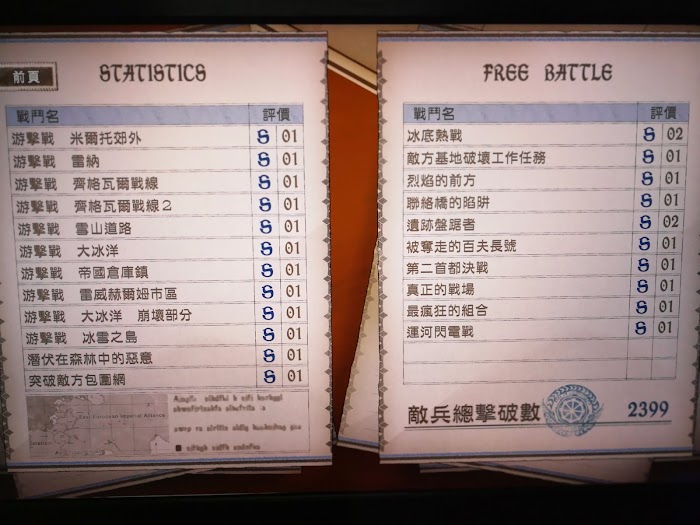 STATISTICS
前頁
戰鬥名 評價
游擊戰 米爾托郊外 S 01
游擊戰 雷納 S 01
游擊戰 齊格瓦爾戰線 S 01
游擊戰 齊格瓦爾戰線2 S 01
游擊戰 雪山道路 S 01
游擊戰 大冰洋 S 01
游擊戰 帝國倉庫鎮 S 01
游擊戰 雷威赫爾姆市區 S 01
游擊戰 大冰洋 崩壞部分 S 01
游擊戰 冰雪之島 S 01
潛伏在森林中的惡意 S 01
突破敵方包圍網 S 01
East European Imperial Alliance
FREE BATTLE
戰鬥名 評價
冰底熱戰 S 02
敵方基地破壞工作任務 S 01
烈焰的前方 S 01
聯絡橋的陷阱 S 01
遺跡盤踞者 S 02
被奪走的百夫長號 S 01
第二首都決戰 S 01
真正的戰場 S 01
最瘋狂的組合 S 01
運河閃電戰 S 01
敵兵總擊破數 2399